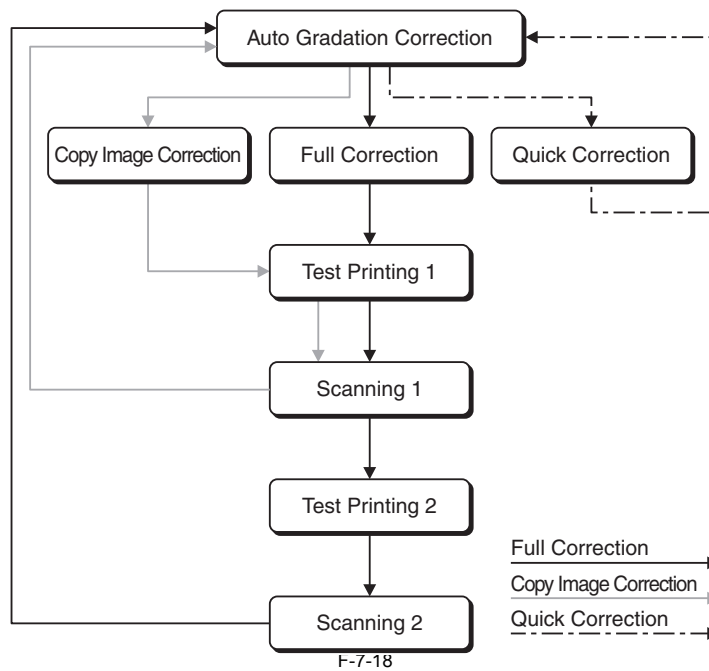 Auto Gradation Correction
Copy Image Correction
Full Correction
Quick Correction
Test Printing 1
Scanning 1
Test Printing 2
Scanning 2
Full Correction
Copy Image Correction
Quick Correction
F-7-18